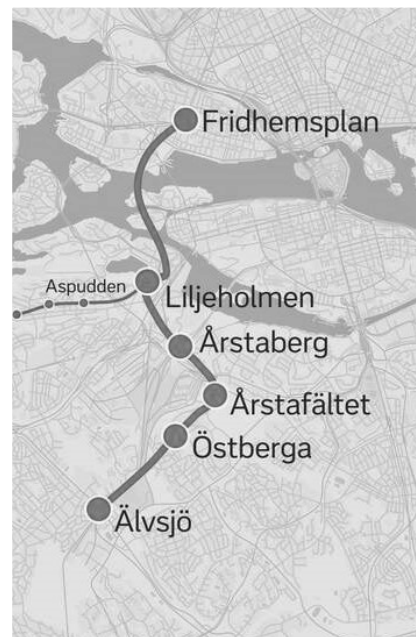 Fridhemsplan
Aspudden
Liljeholmen
Årstaberg
Årstafältet
Östberga
Älvsjö